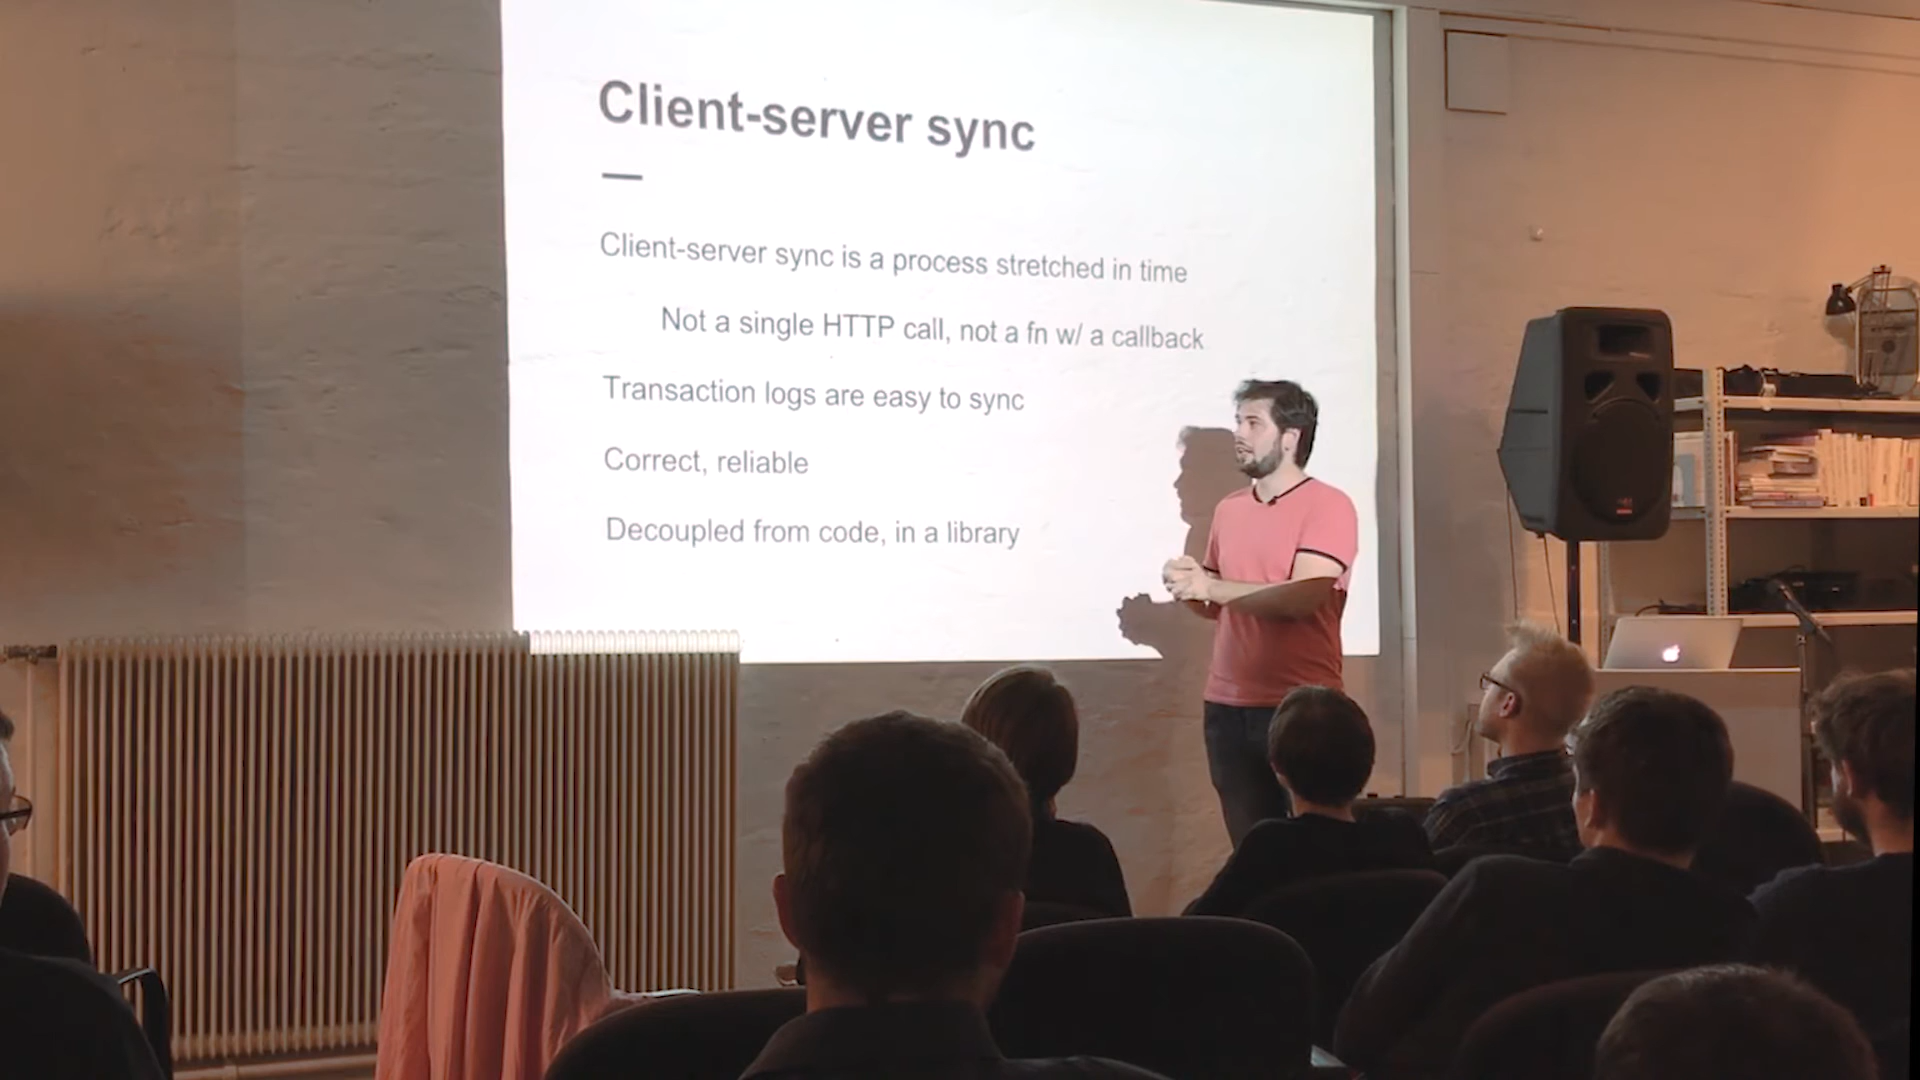 Client-server sync
Client-server sync is a process stretched in time
Not a single HTTP call, not a fn w/ a callback
Transaction logs are easy to sync
Correct, reliable
Decoupled from code, in a library